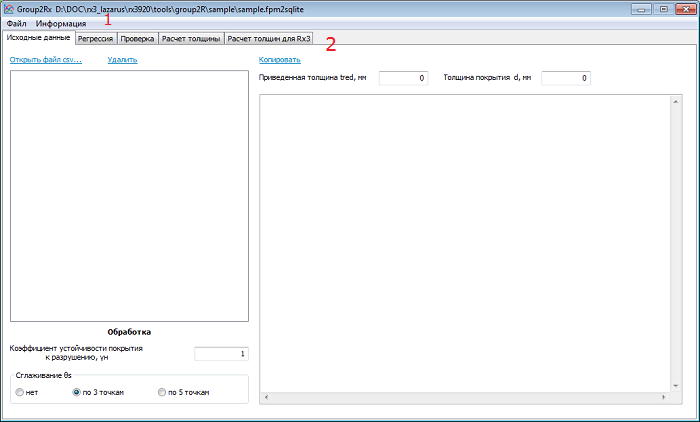 Group2Rx D:\DOC\rx3_lazarus\rx3920\tools\group2R\sample\sample.fpm2sqlite
Файл Информация 1
Исходные данные Регрессия Проверка Расчет толщины Расчет толщин для Rx3 2
Открыть файл csv... Удалить Копировать
Приведенная толщина tred, мм 0 Толщина покрытия d, мм 0
Обработка
Коэффициент устойчивости покрытия
к разрушению, γн 1
Сглаживание θs
нет по 3 точкам по 5 точкам